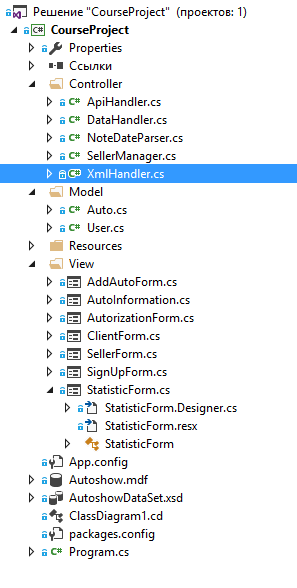 Решение "CourseProject" (проектов: 1)
CourseProject
Properties
Ссылки
Controller
ApiHandler.cs
DataHandler.cs
NoteDateParser.cs
SellerManager.cs
XmlHandler.cs
Model
Auto.cs
User.cs
Resources
View
AddAutoForm.cs
AutoInformation.cs
AutorizationForm.cs
ClientForm.cs
SellerForm.cs
SignUpForm.cs
StatisticForm.cs
StatisticForm.Designer.cs
StatisticForm.resx
StatisticForm
App.config
Autoshow.mdf
AutoshowDataSet.xsd
ClassDiagram1.cd
packages.config
Program.cs